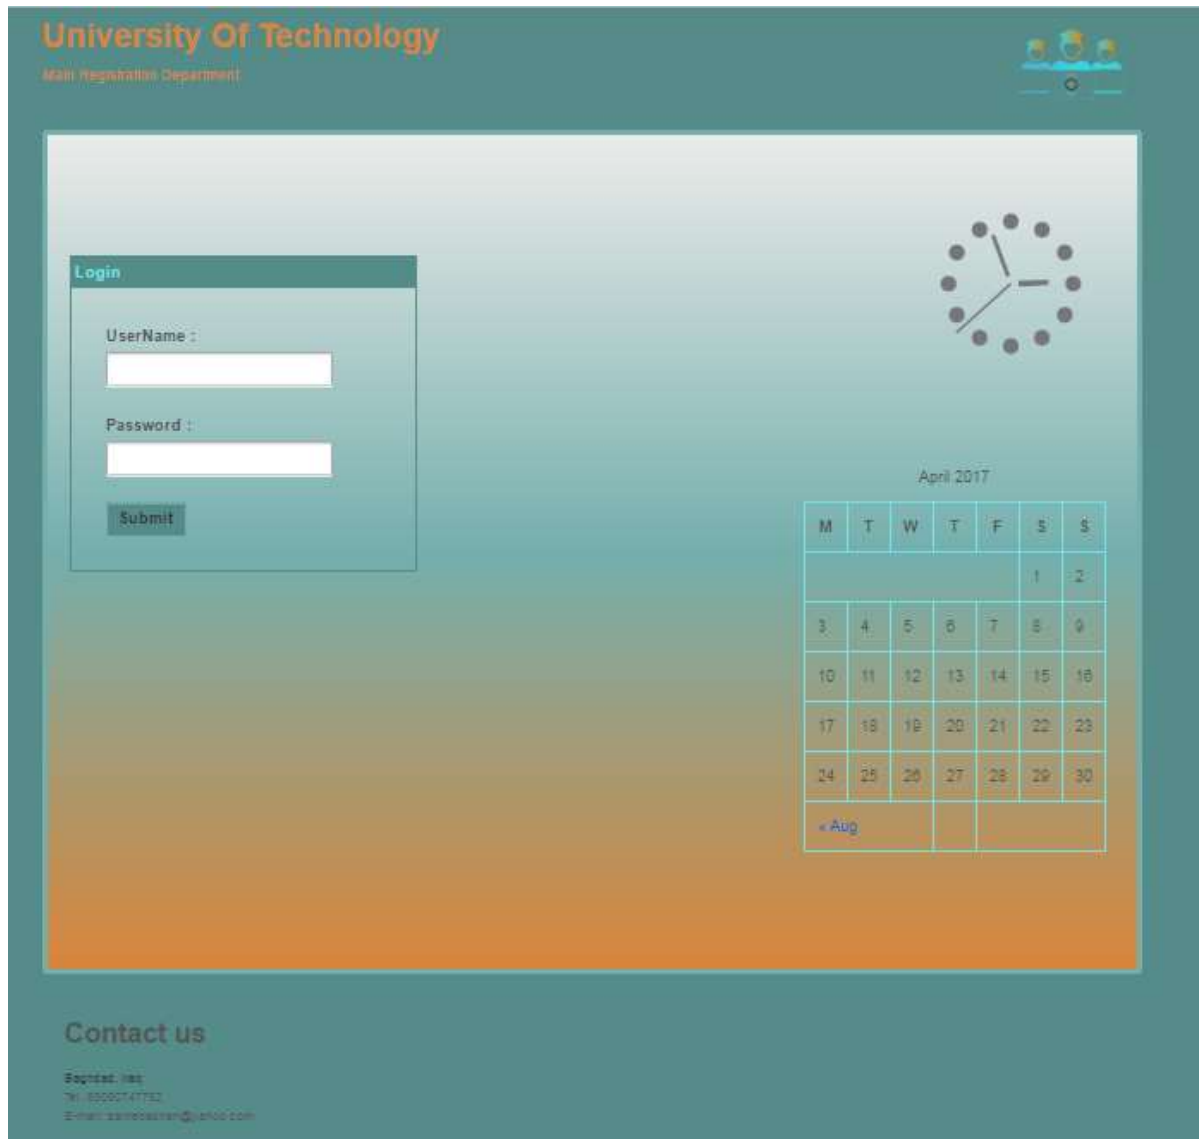 University Of Technology
Main Registration Department
Login
UserName :
Password :
Submit
April 2017
M T W T F S S
1 2
3 4 5 6 7 8 9
10 11 12 13 14 15 16
17 18 19 20 21 22 23
24 25 26 27 28 29 30
« Aug
Contact us
Baghdad, Iraq
Tel:
E-mail: